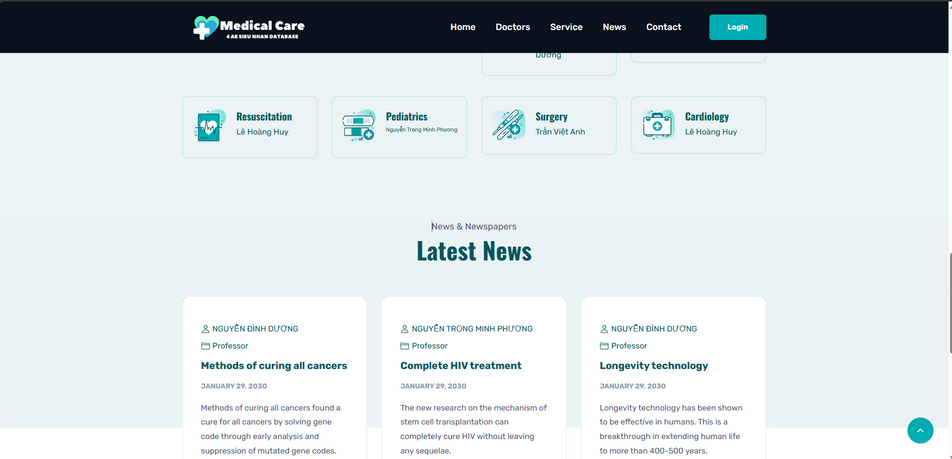 Medical Care
4 AE SIEU NHAN DATABASE
Home Doctors Service News Contact Login
Dương
Resuscitation
Lê Hoàng Huy
Pediatrics
Nguyễn Trọng Minh Phương
Surgery
Trần Việt Anh
Cardiology
Lê Hoàng Huy
News & Newspapers
Latest News
NGUYỄN ĐÌNH DƯƠNG
Professor
Methods of curing all cancers
JANUARY 29, 2030
Methods of curing all cancers found a
cure for all cancers by solving gene
code through early analysis and
suppression of mutated gene codes.
NGUYỄN TRỌNG MINH PHƯƠNG
Professor
Complete HIV treatment
JANUARY 29, 2030
The new research on the mechanism of
stem cell transplantation can
completely cure HIV without leaving
any sequelae.
NGUYỄN ĐÌNH DƯƠNG
Professor
Longevity technology
JANUARY 29, 2030
Longevity technology has been shown
to be effective in humans. This is a
breakthrough in extending human life
to more than 400-500 years.